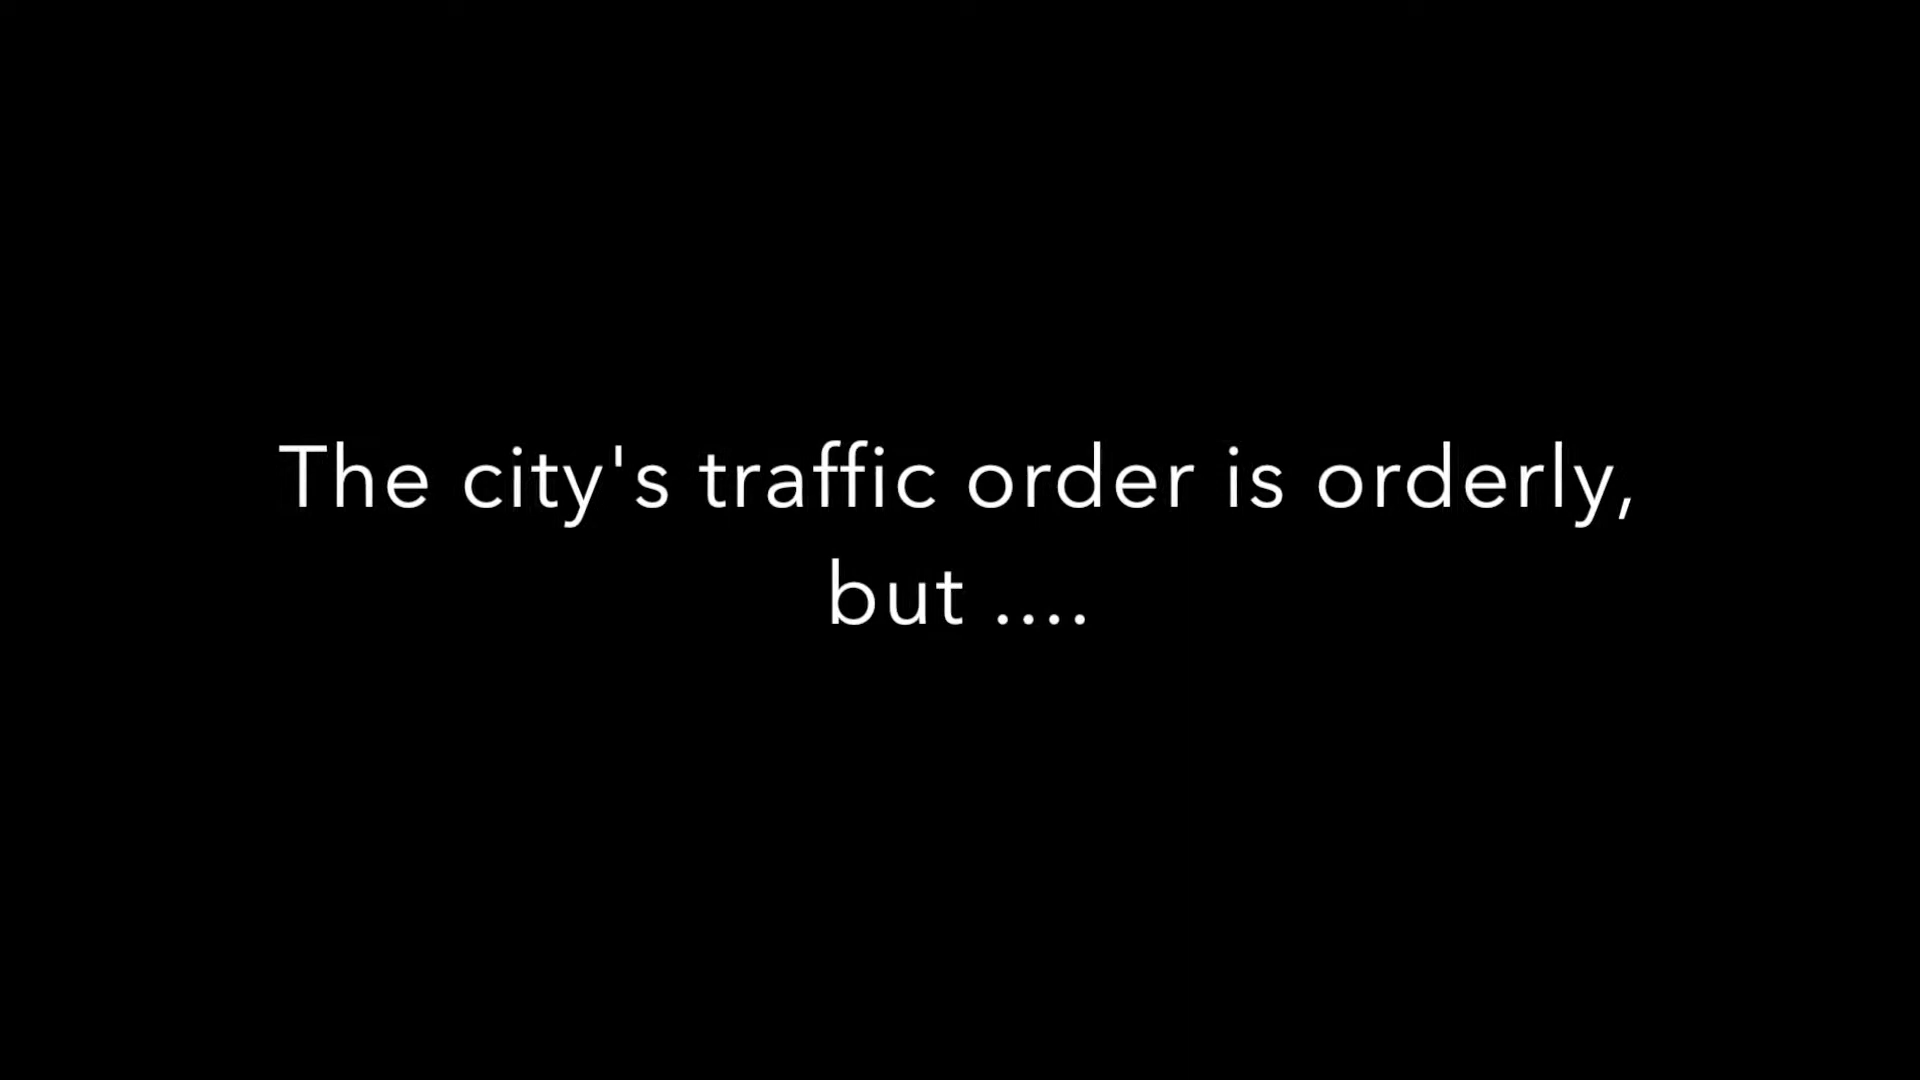 The city's traffic order is orderly,
but ....